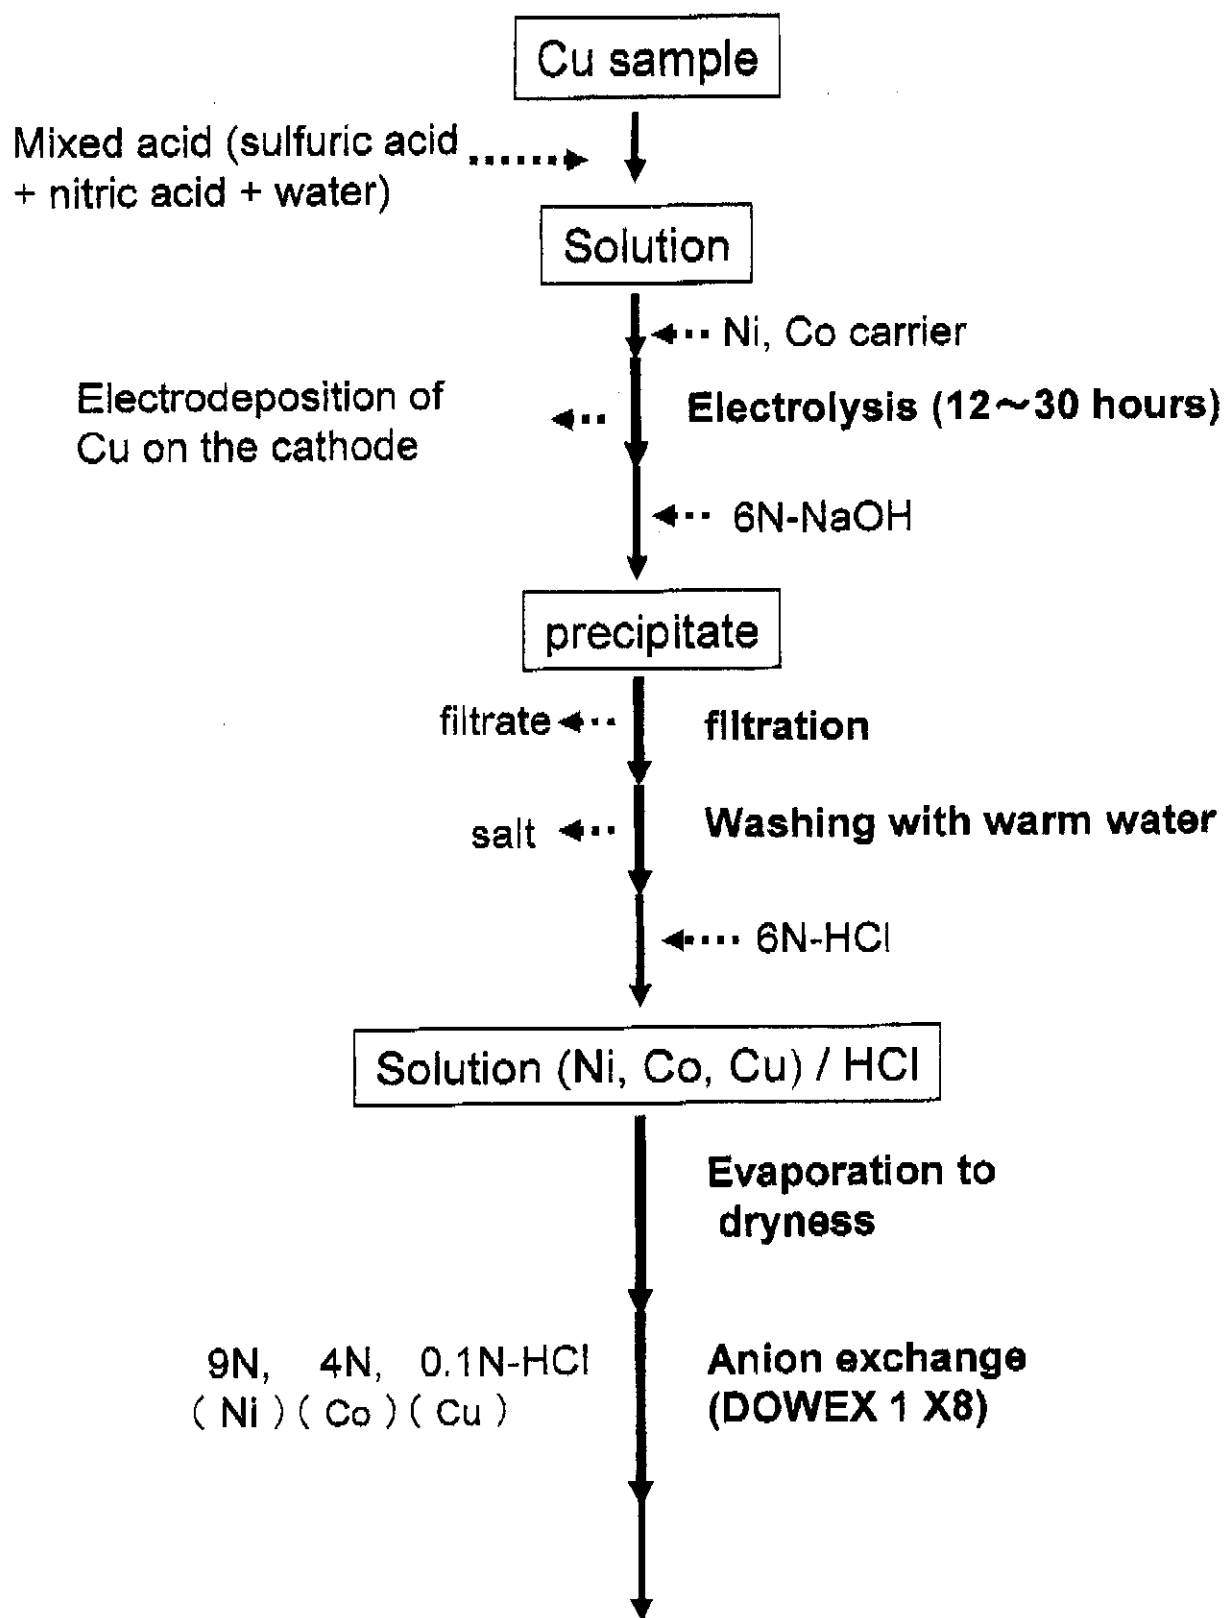 Cu sample
Mixed acid (sulfuric acid
+ nitric acid + water)
Solution
Ni, Co carrier
Electrodeposition of
Cu on the cathode
Electrolysis (12～30 hours)
6N-NaOH
precipitate
filtrate
filtration
salt
Washing with warm water
6N-HCl
Solution (Ni, Co, Cu) / HCl
Evaporation to
dryness
9N, 4N, 0.1N-HCl
( Ni ) ( Co ) ( Cu )
Anion exchange
(DOWEX 1 X8)